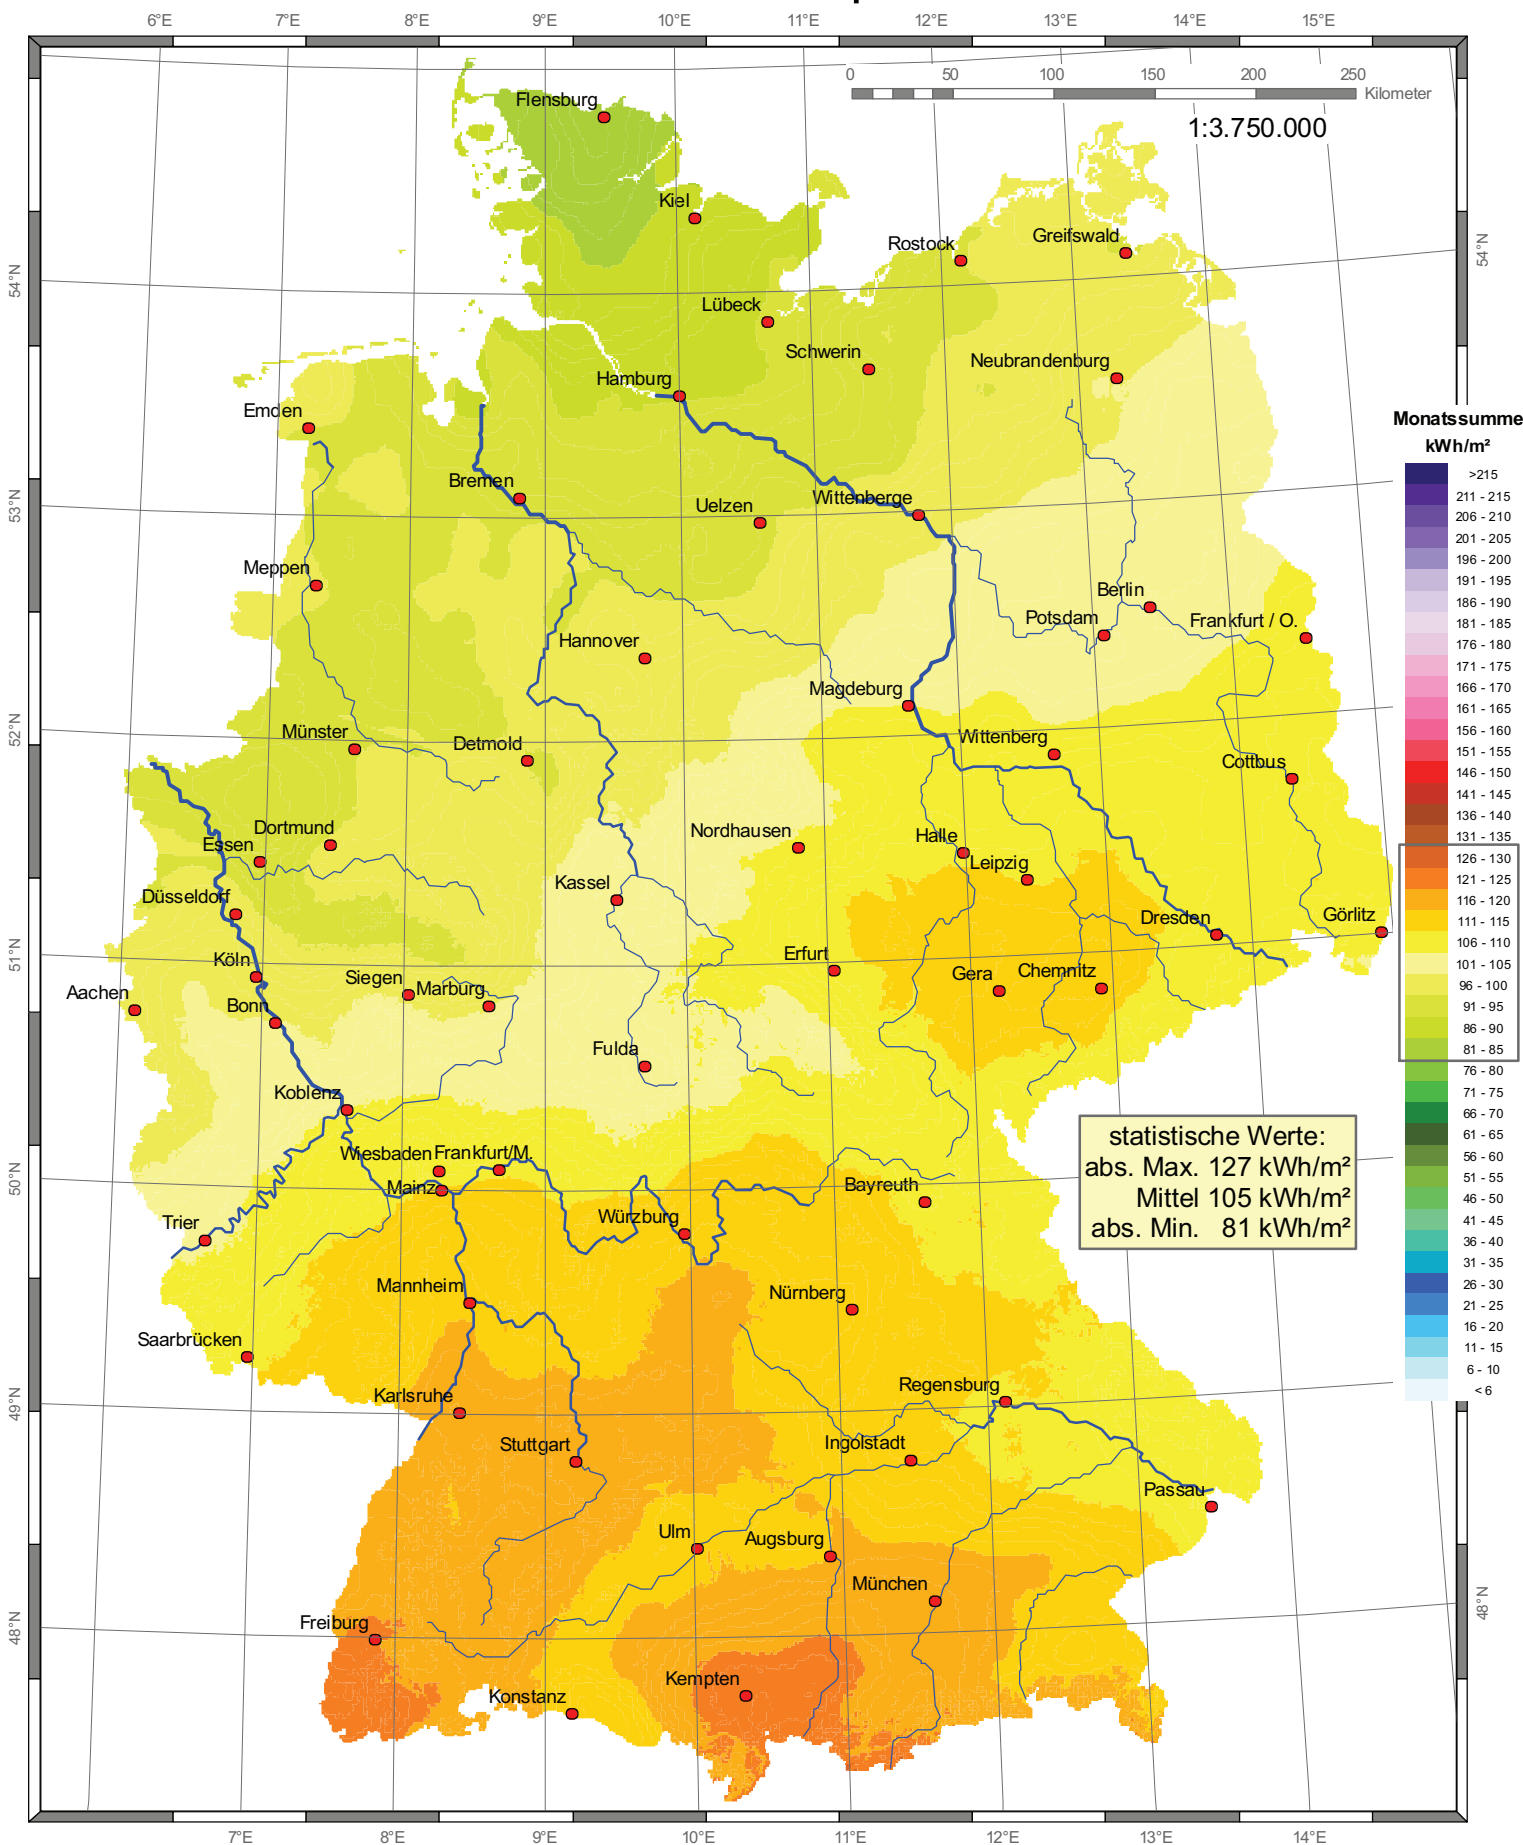 6°E 7°E 8°E 9°E 10°E 11°E 12°E 13°E 14°E 15°E
0 50 100 150 200 250
Kilometer
1:3.750.000
Flensburg
Kiel
Rostock
Greifswald
54°N
54°N
Lübeck
Schwerin
Neubrandenburg
Hamburg
Emden
Bremen
Uelzen
Wittenberge
53°N
Meppen
Berlin
Potsdam
Frankfurt / O.
Hannover
Magdeburg
52°N
Münster
Detmold
Wittenberg
Cottbus
Nordhausen
Halle
Leipzig
Dortmund
Essen
Düsseldorf
Kassel
Dresden
Görlitz
51°N
Köln
Erfurt
Gera
Chemnitz
Siegen
Marburg
Aachen
Bonn
Fulda
Koblenz
50°N
Wiesbaden
Frankfurt/M.
Mainz
Bayreuth
Trier
Würzburg
Mannheim
Nürnberg
Saarbrücken
Karlsruhe
Regensburg
49°N
Stuttgart
Ingolstadt
Passau
Ulm
Augsburg
München
48°N
48°N
Freiburg
Kempten
Konstanz
Monatssumme
kWh/m²
>215
211 - 215
206 - 210
201 - 205
196 - 200
191 - 195
186 - 190
181 - 185
176 - 180
171 - 175
166 - 170
161 - 165
156 - 160
151 - 155
146 - 150
141 - 145
136 - 140
131 - 135
126 - 130
121 - 125
116 - 120
111 - 115
106 - 110
101 - 105
96 - 100
91 - 95
86 - 90
81 - 85
76 - 80
71 - 75
66 - 70
61 - 65
56 - 60
51 - 55
46 - 50
41 - 45
36 - 40
31 - 35
26 - 30
21 - 25
16 - 20
11 - 15
6 - 10
< 6
statistische Werte:
abs. Max. 127 kWh/m²
Mittel 105 kWh/m²
abs. Min. 81 kWh/m²
7°E 8°E 9°E 10°E 11°E 12°E 13°E 14°E